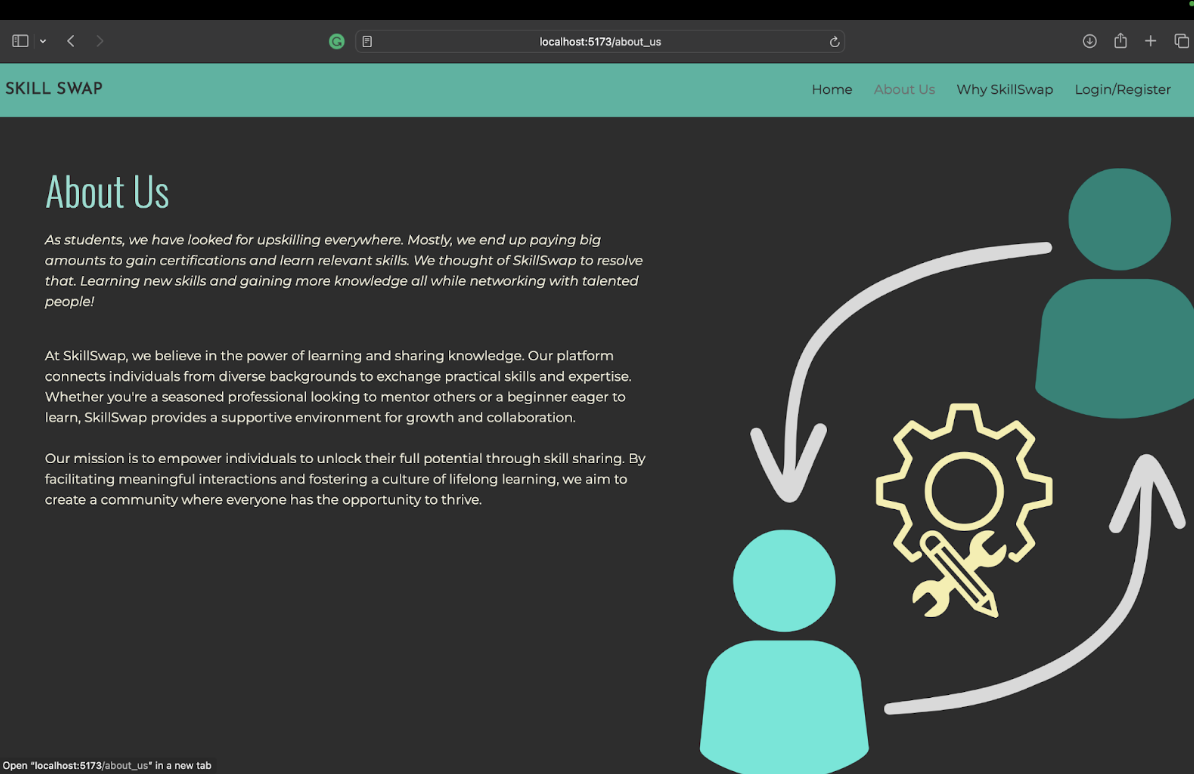 localhost:5173/about_us
SKILL SWAP
Home About Us Why SkillSwap Login/Register
About Us
As students, we have looked for upskilling everywhere. Mostly, we end up paying big
amounts to gain certifications and learn relevant skills. We thought of SkillSwap to resolve
that. Learning new skills and gaining more knowledge all while networking with talented
people!
At SkillSwap, we believe in the power of learning and sharing knowledge. Our platform
connects individuals from diverse backgrounds to exchange practical skills and expertise.
Whether you're a seasoned professional looking to mentor others or a beginner eager to
learn, SkillSwap provides a supportive environment for growth and collaboration.
Our mission is to empower individuals to unlock their full potential through skill sharing. By
facilitating meaningful interactions and fostering a culture of lifelong learning, we aim to
create a community where everyone has the opportunity to thrive.
Open "localhost:5173/about_us" in a new tab